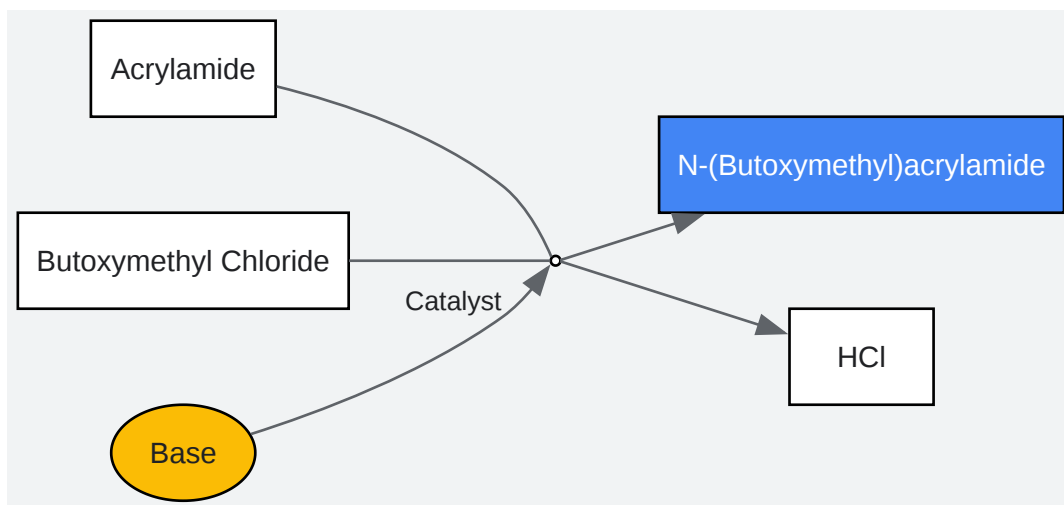 Acrylamide
N-(Butoxymethyl)acrylamide
Butoxymethyl Chloride
Catalyst
HCl
Base